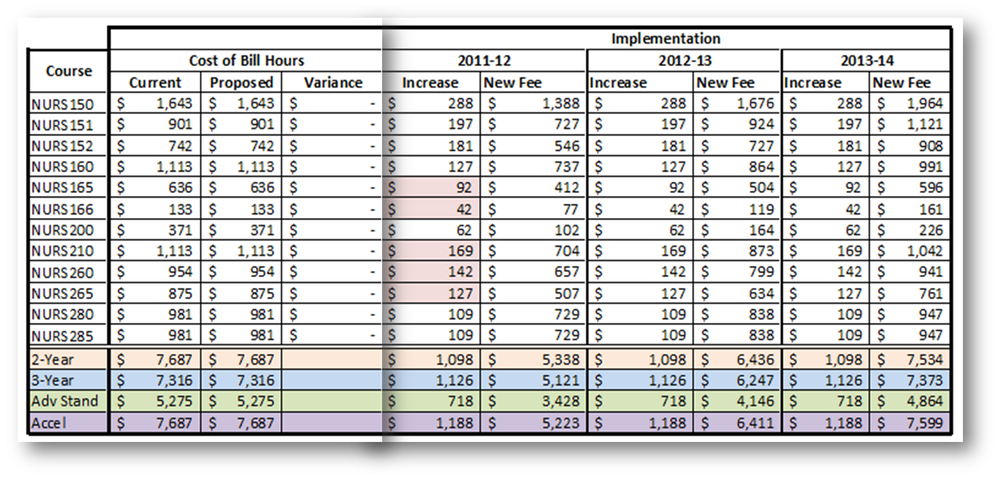 Implementation
Course Cost of Bill Hours 2011-12 2012-13 2013-14
Current Proposed Variance Increase New Fee Increase New Fee Increase New Fee
NURS150 $ 1,643 $ 1,643 $ - $ 288 $ 1,388 $ 288 $ 1,676 $ 288 $ 1,964
NURS151 $ 901 $ 901 $ - $ 197 $ 727 $ 197 $ 924 $ 197 $ 1,121
NURS152 $ 742 $ 742 $ - $ 181 $ 546 $ 181 $ 727 $ 181 $ 908
NURS160 $ 1,113 $ 1,113 $ - $ 127 $ 737 $ 127 $ 864 $ 127 $ 991
NURS165 $ 636 $ 636 $ - $ 92 $ 412 $ 92 $ 504 $ 92 $ 596
NURS166 $ 133 $ 133 $ - $ 42 $ 77 $ 42 $ 119 $ 42 $ 161
NURS200 $ 371 $ 371 $ - $ 62 $ 102 $ 62 $ 164 $ 62 $ 226
NURS210 $ 1,113 $ 1,113 $ - $ 169 $ 704 $ 169 $ 873 $ 169 $ 1,042
NURS260 $ 954 $ 954 $ - $ 142 $ 657 $ 142 $ 799 $ 142 $ 941
NURS265 $ 875 $ 875 $ - $ 127 $ 507 $ 127 $ 634 $ 127 $ 761
NURS280 $ 981 $ 981 $ - $ 109 $ 729 $ 109 $ 838 $ 109 $ 947
NURS285 $ 981 $ 981 $ - $ 109 $ 729 $ 109 $ 838 $ 109 $ 947
2-Year $ 7,687 $ 7,687 $ 1,098 $ 5,338 $ 1,098 $ 6,436 $ 1,098 $ 7,534
3-Year $ 7,316 $ 7,316 $ 1,126 $ 5,121 $ 1,126 $ 6,247 $ 1,126 $ 7,373
Adv Stand $ 5,275 $ 5,275 $ 718 $ 3,428 $ 718 $ 4,146 $ 718 $ 4,864
Accel $ 7,687 $ 7,687 $ 1,188 $ 5,223 $ 1,188 $ 6,411 $ 1,188 $ 7,599